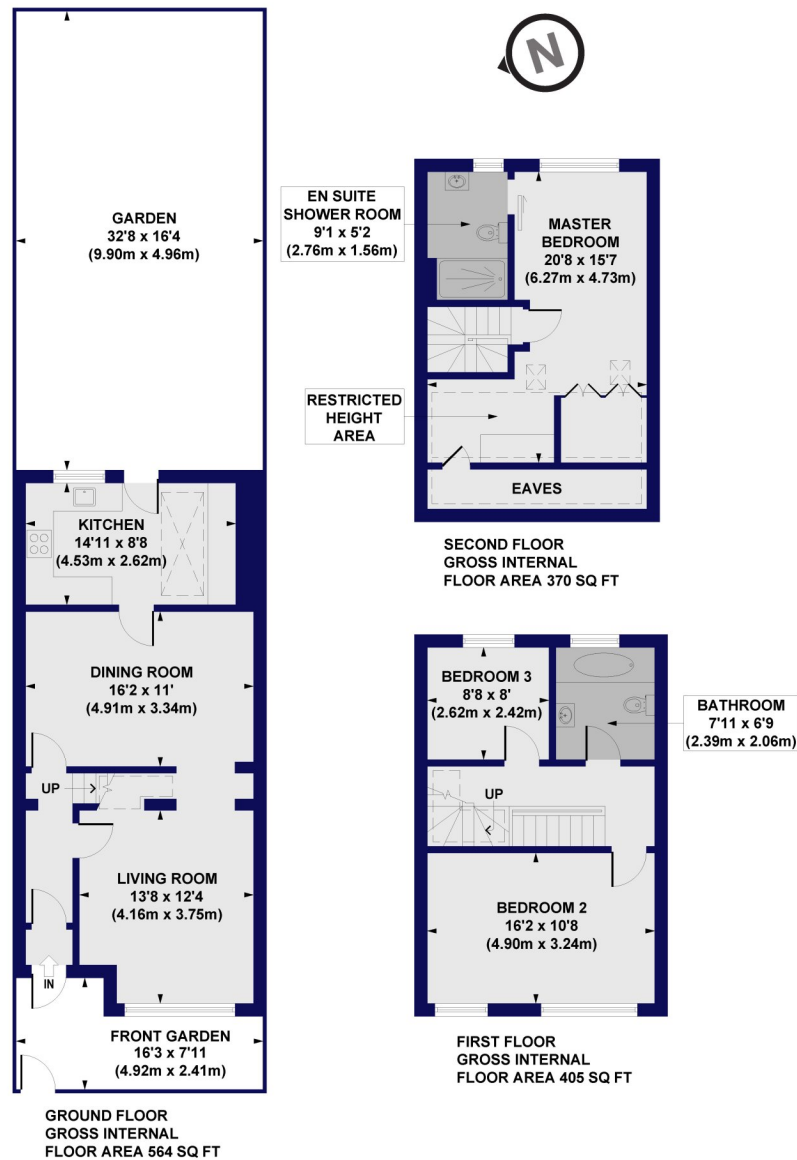 N
GARDEN
32'8 x 16'4
(9.90m x 4.96m)
EN SUITE
SHOWER ROOM
9'1 x 5'2
(2.76m x 1.56m)
MASTER
BEDROOM
20'8 x 15'7
(6.27m x 4.73m)
RESTRICTED
HEIGHT
AREA
EAVES
SECOND FLOOR
GROSS INTERNAL
FLOOR AREA 370 SQ FT
KITCHEN
14'11 x 8'8
(4.53m x 2.62m)
DINING ROOM
16'2 x 11'
(4.91m x 3.34m)
UP
LIVING ROOM
13'8 x 12'4
(4.16m x 3.75m)
IN
FRONT GARDEN
16'3 x 7'11
(4.92m x 2.41m)
GROUND FLOOR
GROSS INTERNAL
FLOOR AREA 564 SQ FT
BEDROOM 3
8'8 x 8'
(2.62m x 2.42m)
BATHROOM
7'11 x 6'9
(2.39m x 2.06m)
UP
BEDROOM 2
16'2 x 10'8
(4.90m x 3.24m)
FIRST FLOOR
GROSS INTERNAL
FLOOR AREA 405 SQ FT